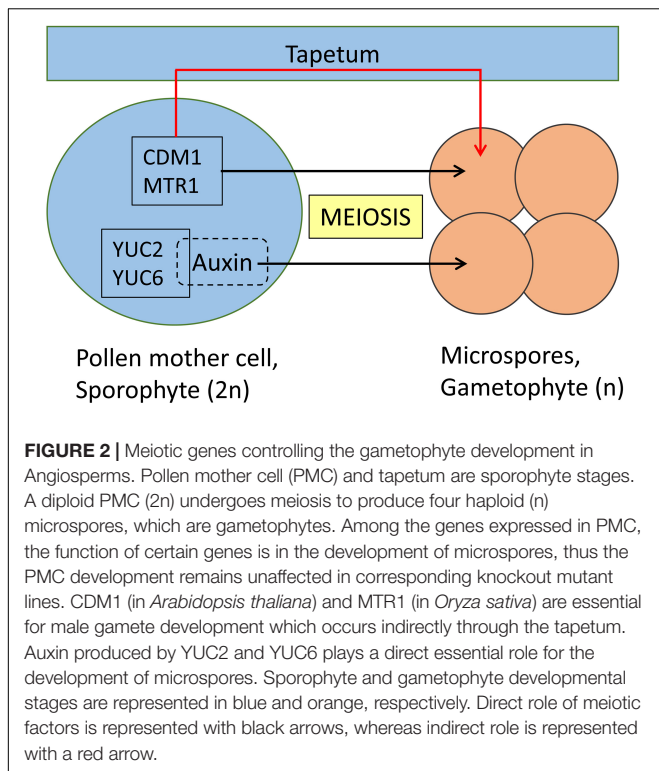 Tapetum
CDM1
MTR1
MEIOSIS
YUC2
YUC6
Auxin
Pollen mother cell,
Sporophyte (2n)
Microspores,
Gametophyte (n)
FIGURE 2 | Meiotic genes controlling the gametophyte development in
Angiosperms. Pollen mother cell (PMC) and tapetum are sporophyte stages.
A diploid PMC (2n) undergoes meiosis to produce four haploid (n)
microspores, which are gametophytes. Among the genes expressed in PMC,
the function of certain genes is in the development of microspores, thus the
PMC development remains unaffected in corresponding knockout mutant
lines. CDM1 (in Arabidopsis thaliana) and MTR1 (in Oryza sativa) are essential
for male gamete development which occurs indirectly through the tapetum.
Auxin produced by YUC2 and YUC6 plays a direct essential role for the
development of microspores. Sporophyte and gametophyte developmental
stages are represented in blue and orange, respectively. Direct role of meiotic
factors is represented with black arrows, whereas indirect role is represented
with a red arrow.